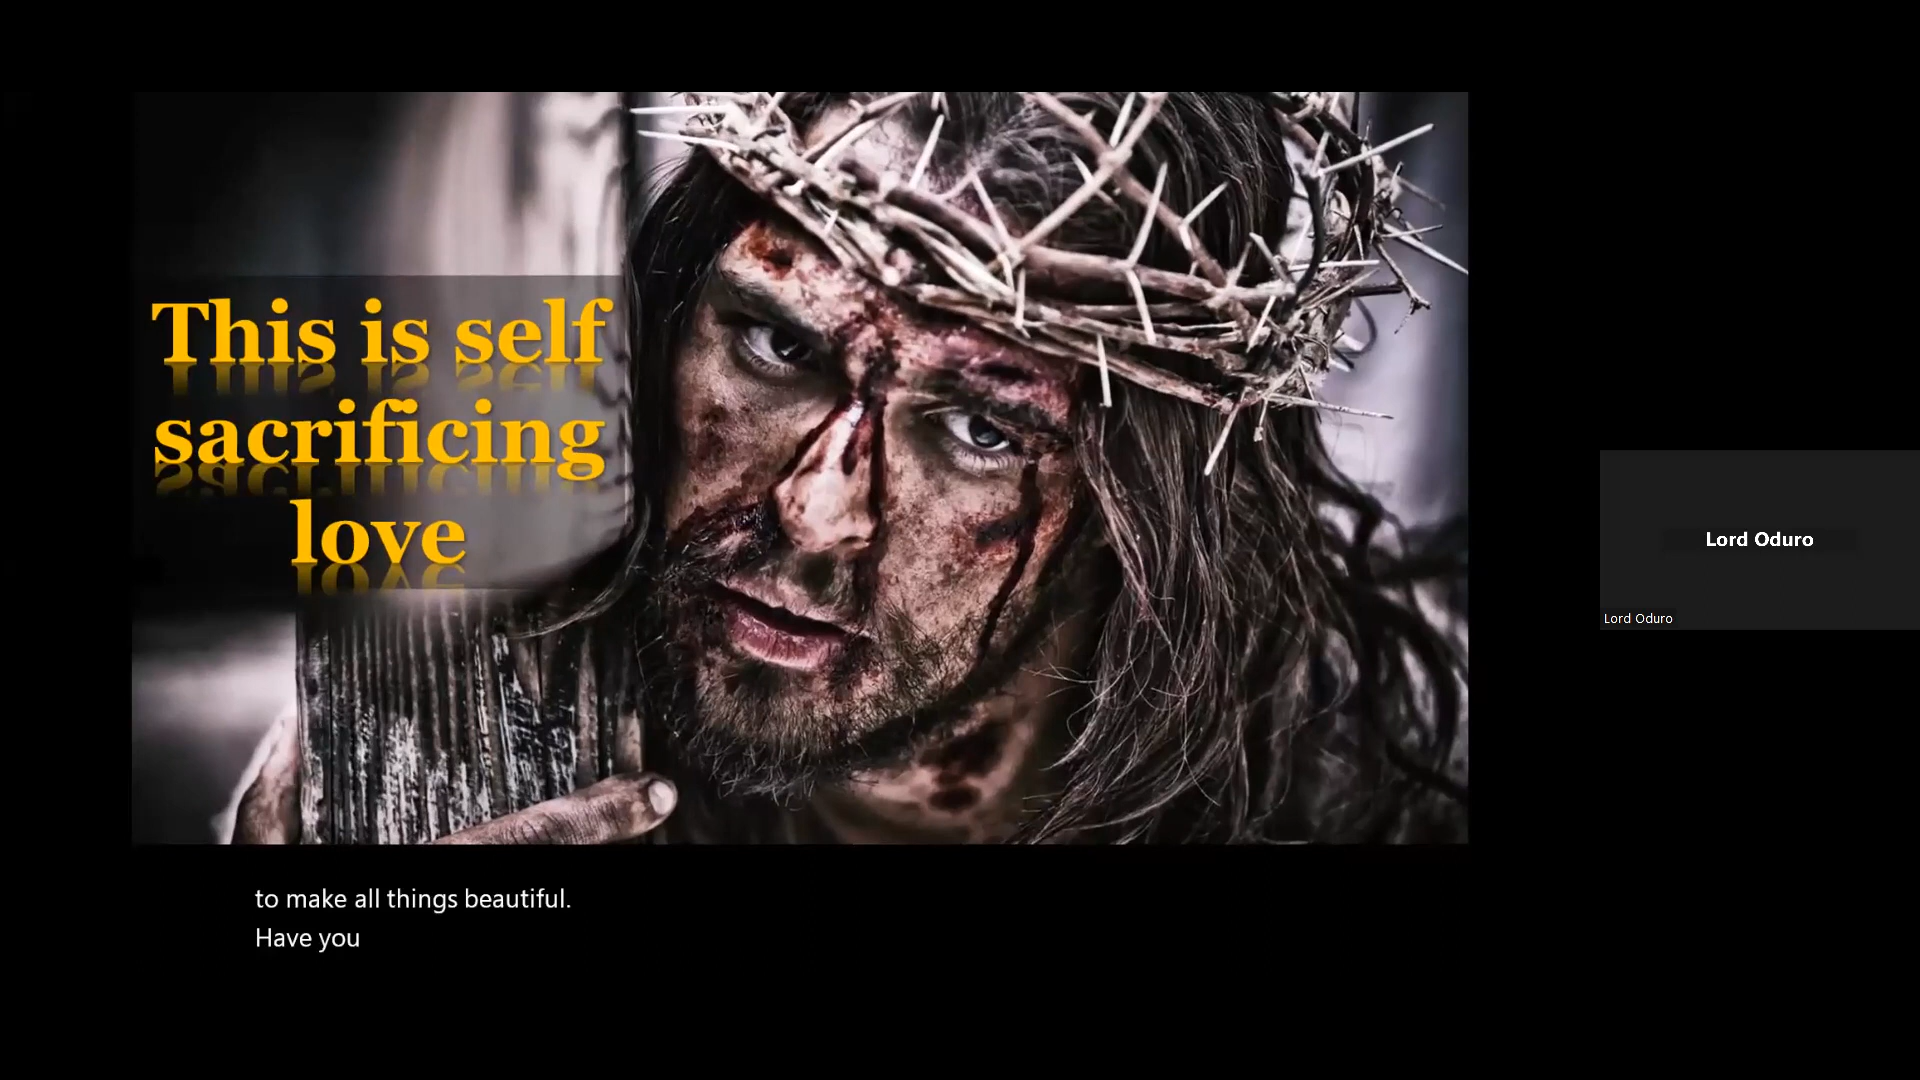 This is self
sacrificing
love
Lord Oduro
Lord Oduro
to make all things beautiful.
Have you